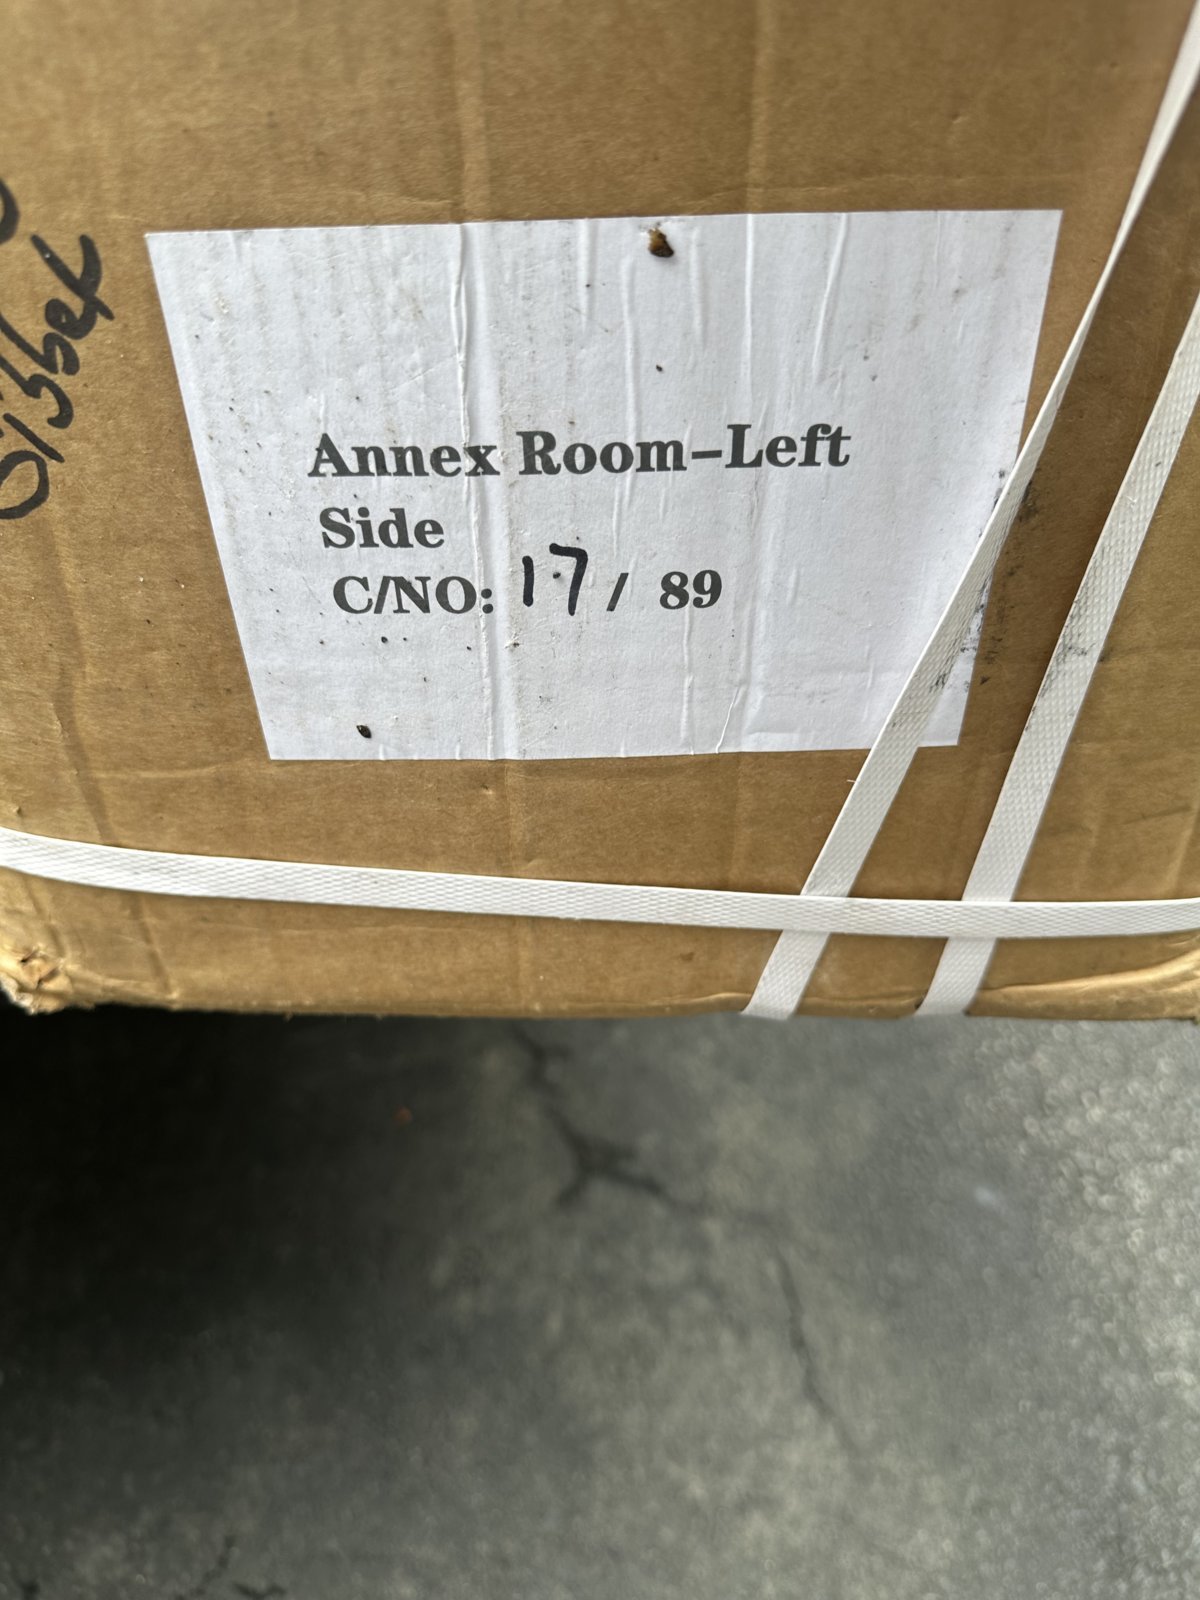 Annex Room-Left
Side
C/NO: 17 / 89